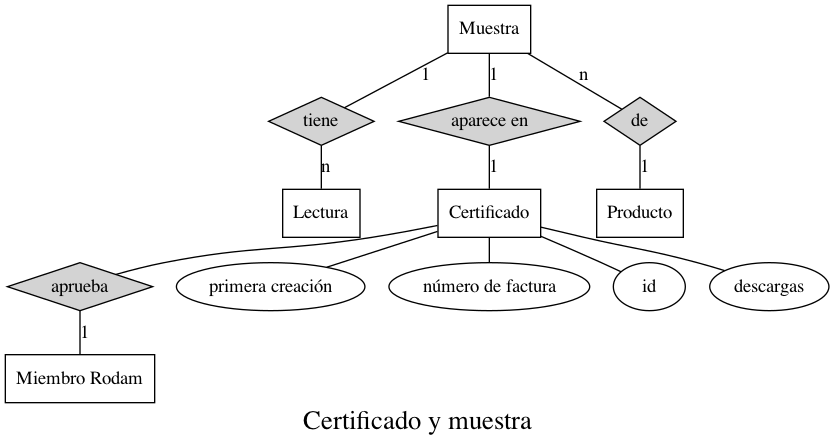 Muestra
1
1
n
tiene
aparece en
de
n
1
1
Lectura
Certificado
Producto
aprueba
primera creación
número de factura
id
descargas
1
Miembro Rodam
Certificado y muestra